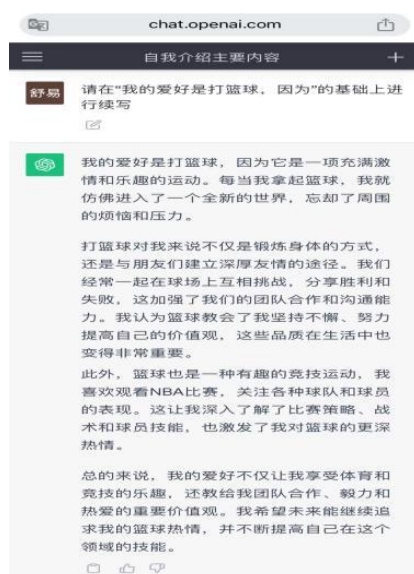 chat.openai.com
自我介绍主要内容
舒易
请在“我的爱好是打篮球，因为”的基础上进
行续写
我的爱好是打篮球，因为它是一项充满激
情和乐趣的运动。每当我拿起篮球，我就
仿佛进入了一个全新的世界，忘却了周围
的烦恼和压力。
打篮球对我来说不仅是锻炼身体的方式，
还是与朋友们建立深厚友情的途径。我们
经常一起在球场上互相挑战，分享胜利和
失败，这加强了我们的团队合作和沟通能
力。我认为篮球教会了我坚持不懈、努力
提高自己的价值观，这些品质在生活中也
变得非常重要。
此外，篮球也是一种有趣的竞技运动，我
喜欢观看NBA比赛，关注各种球队和球员
的表现。这让我深入了解了比赛策略、战
术和球员技能，也激发了我对篮球的更深
热情。
总的来说，我的爱好不仅让我享受体育和
竞技的乐趣，还教给我团队合作、毅力和
热爱的重要价值观。我希望未来能继续追
求我的篮球热情，并不断提高自己在这个
领域的技能。